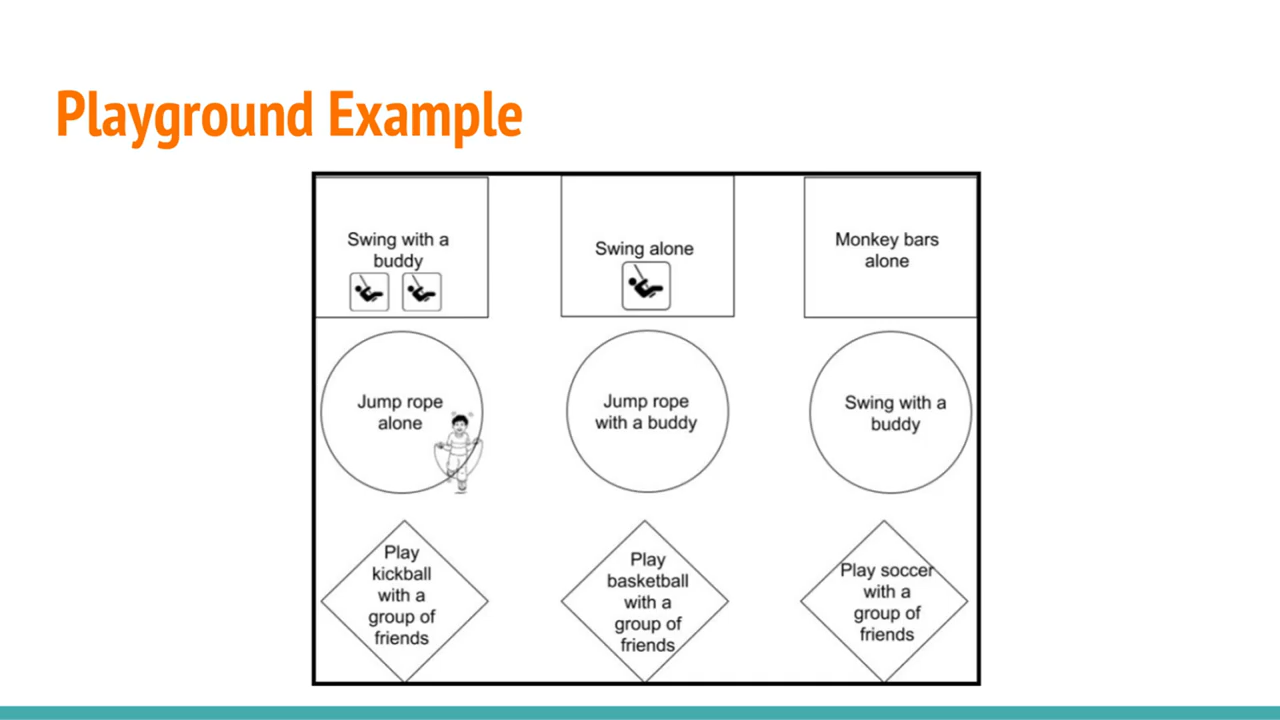 Playground Example
Swing with a
buddy
Swing alone
Monkey bars
alone
Jump rope
alone
Jump rope
with a buddy
Swing with a
buddy
Play
kickball
with a
group of
friends
Play
basketball
with a
group of
friends
Play soccer
with a
group of
friends